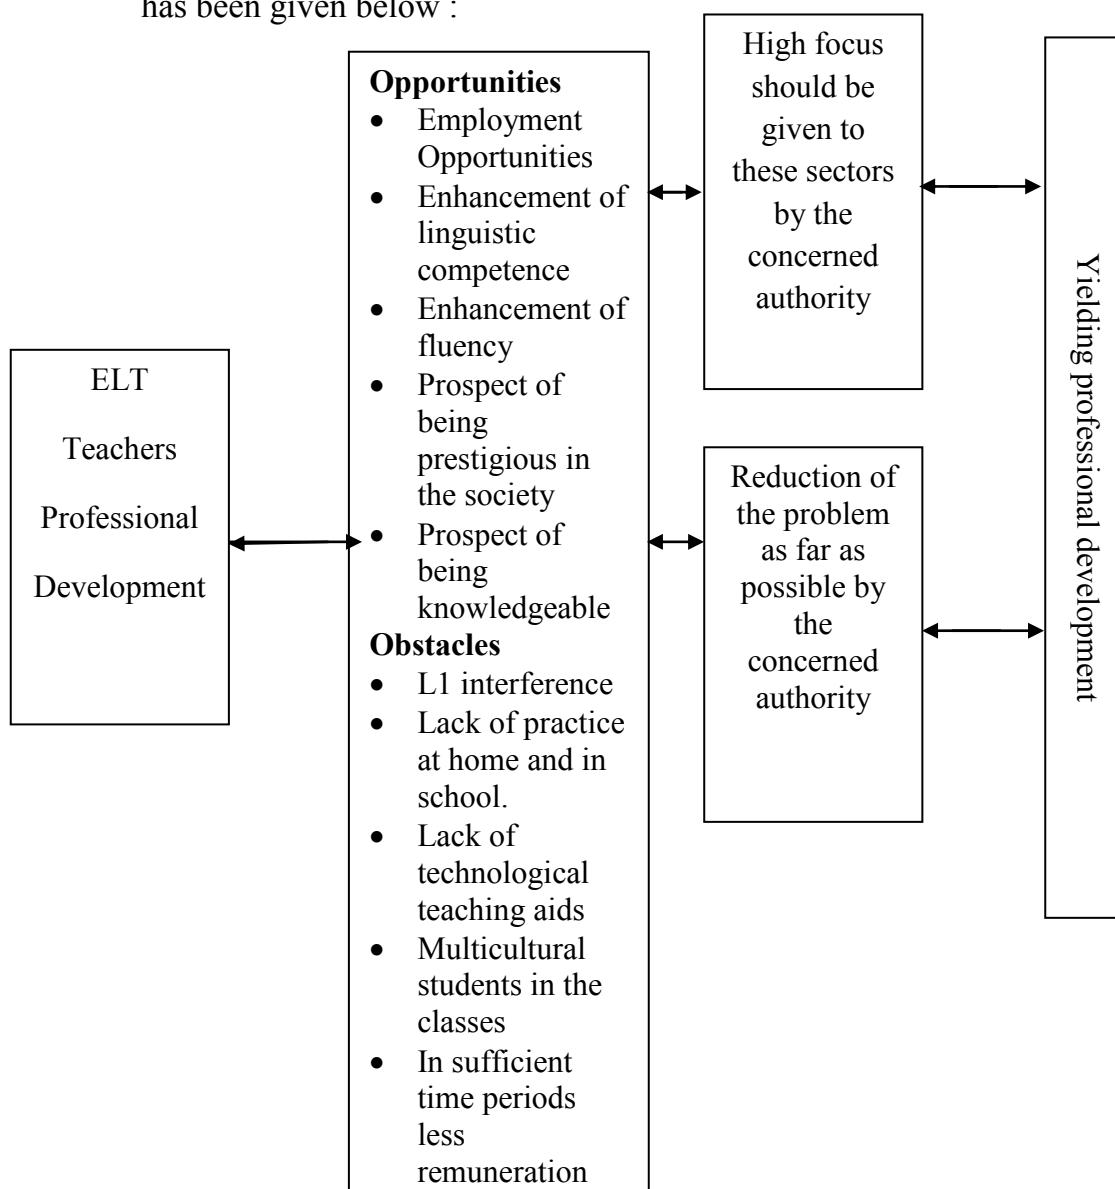 has been given below :
ELT
Teachers
Professional
Development
Opportunities
• Employment
Opportunities
• Enhancement of
linguistic
competence
• Enhancement of
fluency
• Prospect of
being
prestigious in
the society
• Prospect of
being
knowledgeable
Obstacles
• L1 interference
• Lack of practice
at home and in
school.
• Lack of
technological
teaching aids
• Multicultural
students in the
classes
• In sufficient
time periods
less
remuneration
High focus
should be
given to
these sectors
by the
concerned
authority
Reduction of
the problem
as far as
possible by
the
concerned
authority
Yielding professional development